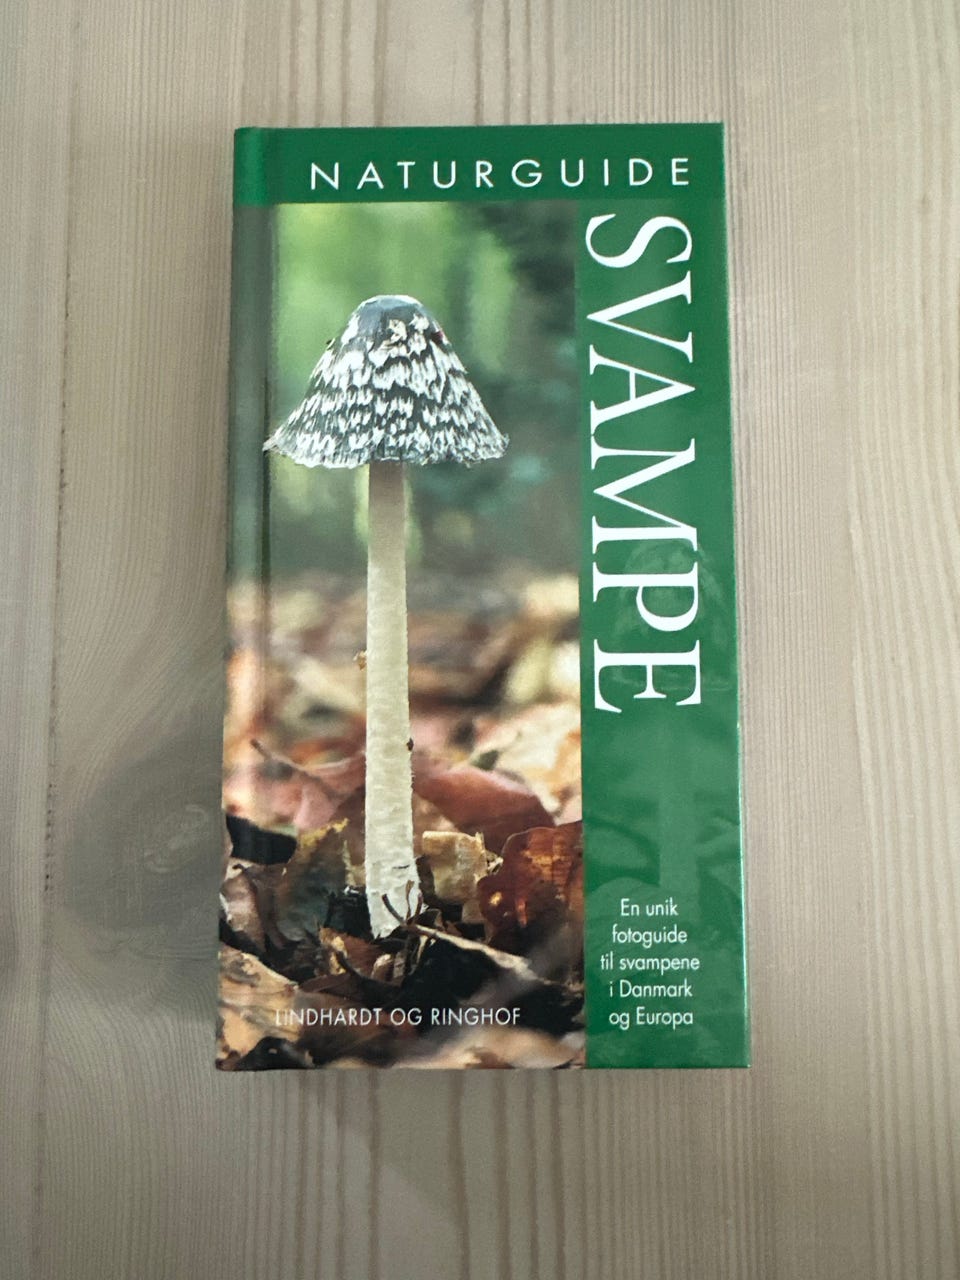 NATURGUIDE
SVAMPE
En unik
fotoguide
til svampene
i Danmark
og Europa
LINDHARDT OG RINGHOF